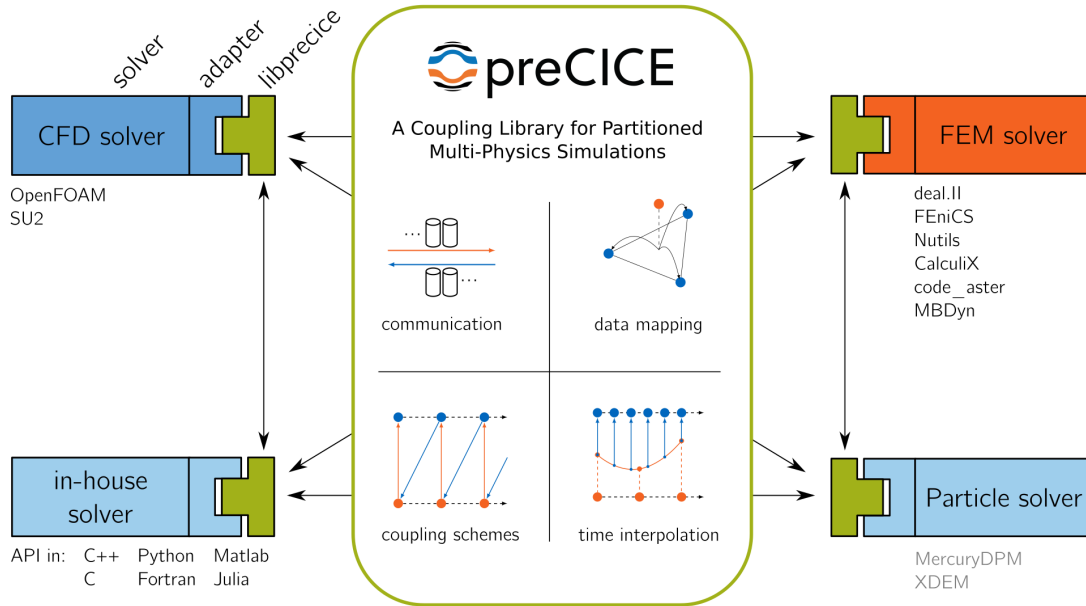 solver
adapter
libprecice
preCICE
A Coupling Library for Partitioned
Multi-Physics Simulations
CFD solver
OpenFOAM
SU2
FEM solver
deal.II
FEniCS
Nutils
CalculiX
code_aster
MBDyn
communication
data mapping
coupling schemes
time interpolation
in-house
solver
API in: C++ Python Matlab
C Fortran Julia
Particle solver
MercuryDPM
XDEM